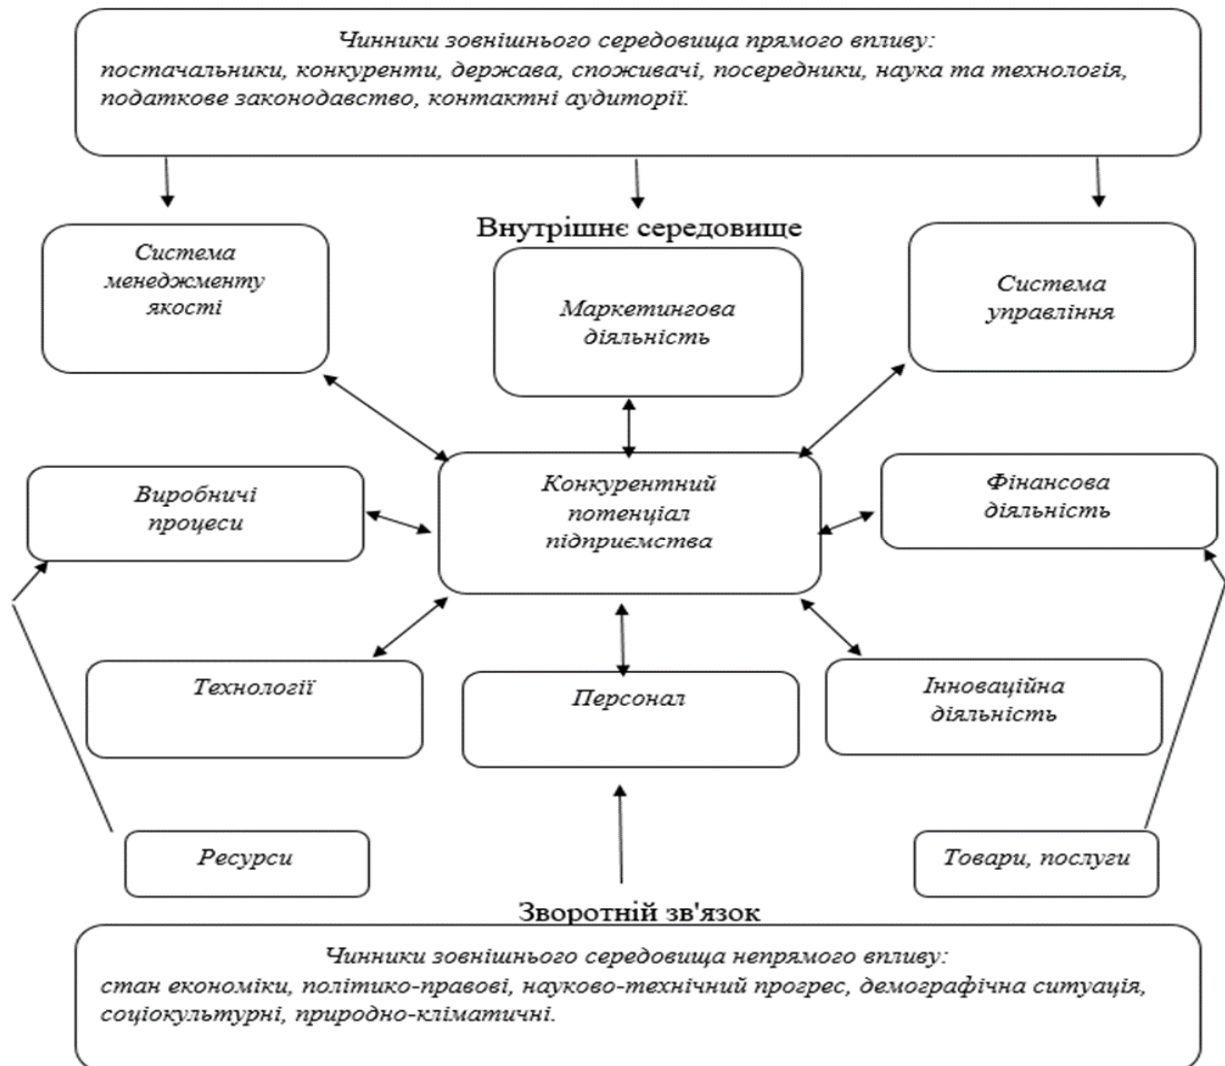 Чинники зовнішнього середовища прямого впливу:
постачальники, конкуренти, держава, споживачі, посередники, наука та технологія,
податкове законодавство, контактні аудиторії.
Внутрішнє середовище
Система
менеджменту
якості
Маркетингова
діяльність
Система
управління
Виробничі
процеси
Конкурентний
потенціал
підприємства
Фінансова
діяльність
Технології
Персонал
Інноваційна
діяльність
Ресурси
Товари, послуги
Зворотній зв'язок
Чинники зовнішнього середовища непрямого впливу:
стан економіки, політико-правові, науково-технічний прогрес, демографічна ситуація,
соціокультурні, природно-кліматичні.